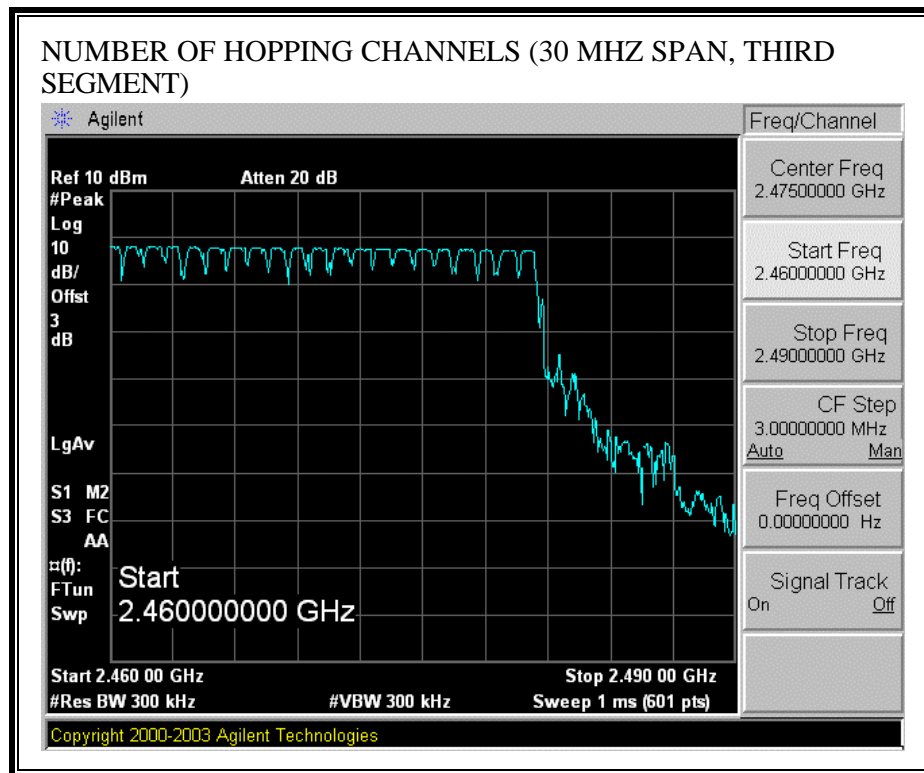 NUMBER OF HOPPING CHANNELS (30 MHZ SPAN, THIRD
SEGMENT)
Agilent
Freq/Channel
Ref 10 dBm Atten 20 dB
#Peak
Log
10
dB/
Offst
3
dB
LgAv
S1 M2
S3 FC
AA
¤(f):
FTun
Swp
Start
2.460000000 GHz
Start 2.460 00 GHz Stop 2.490 00 GHz
#Res BW 300 kHz #VBW 300 kHz Sweep 1 ms (601 pts)
Center Freq
2.47500000 GHz
Start Freq
2.46000000 GHz
Stop Freq
2.49000000 GHz
CF Step
3.00000000 MHz
Auto Man
Freq Offset
0.00000000 Hz
Signal Track
On Off
Copyright 2000-2003 Agilent Technologies